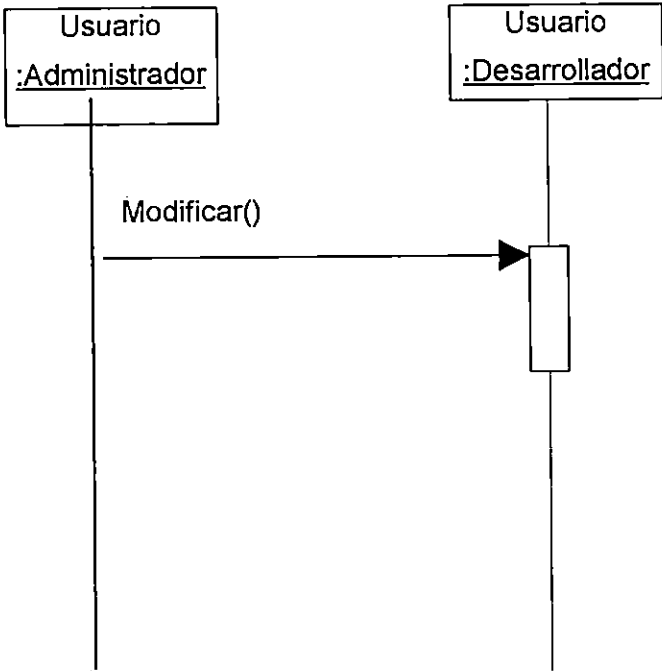 Usuario
:Administrador
Usuario
:Desarrollador
Modificar()